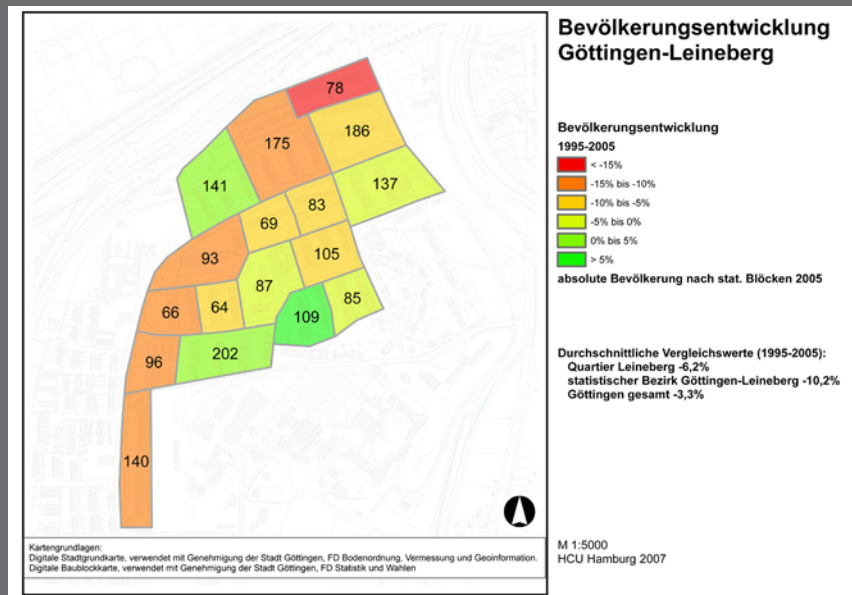 Bevölkerungsentwicklung
Göttingen-Leineberg
78
175
186
141
137
83
69
93
105
87
85
64
66
109
202
96
140
Bevölkerungsentwicklung
1995-2005
< -15%
-15% bis -10%
-10% bis -5%
-5% bis 0%
0% bis 5%
> 5%
absolute Bevölkerung nach stat. Blöcken 2005
Durchschnittliche Vergleichswerte (1995-2005):
Quartier Leineberg -6,2%
statistischer Bezirk Göttingen-Leineberg -10,2%
Göttingen gesamt -3,3%
Kartengrundlagen:
Digitale Stadtgrundkarte, verwendet mit Genehmigung der Stadt Göttingen, FD Bodenordnung, Vermessung und Geoinformation.
Digitale Baublockkarte, verwendet mit Genehmigung der Stadt Göttingen, FD Statistik und Wahlen
M 1:5000
HCU Hamburg 2007